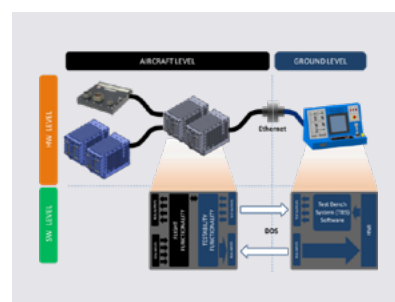 AIRCRAFT LEVEL
GROUND LEVEL
HW LEVEL
Ethernet
SW LEVEL
FLIGHT
FUNCTIONALITY
TESTABILITY
FUNCTIONALITY
DDS
Test Bench
System (TBS)
Software